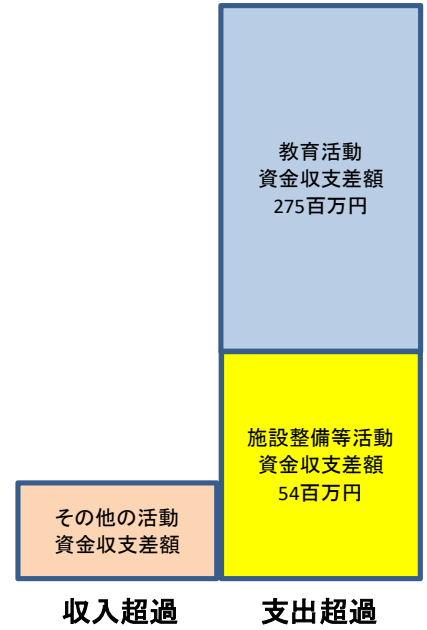 教育活動
資金収支差額
275百万円
施設整備等活動
資金収支差額
54百万円
その他の活動
資金収支差額
収入超過
支出超過